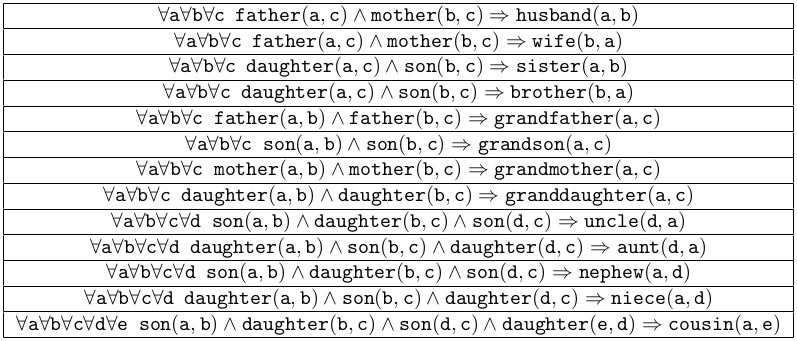 ∀a∀b∀c father(a, c) ∧ mother(b, c) ⇒ husband(a, b)
∀a∀b∀c father(a, c) ∧ mother(b, c) ⇒ wife(b, a)
∀a∀b∀c daughter(a, c) ∧ son(b, c) ⇒ sister(a, b)
∀a∀b∀c daughter(a, c) ∧ son(b, c) ⇒ brother(b, a)
∀a∀b∀c father(a, b) ∧ father(b, c) ⇒ grandfather(a, c)
∀a∀b∀c son(a, b) ∧ son(b, c) ⇒ grandson(a, c)
∀a∀b∀c mother(a, b) ∧ mother(b, c) ⇒ grandmother(a, c)
∀a∀b∀c daughter(a, b) ∧ daughter(b, c) ⇒ granddaughter(a, c)
∀a∀b∀c∀d son(a, b) ∧ daughter(b, c) ∧ son(d, c) ⇒ uncle(d, a)
∀a∀b∀c∀d daughter(a, b) ∧ son(b, c) ∧ daughter(d, c) ⇒ aunt(d, a)
∀a∀b∀c∀d son(a, b) ∧ daughter(b, c) ∧ son(d, c) ⇒ nephew(a, d)
∀a∀b∀c∀d daughter(a, b) ∧ son(b, c) ∧ daughter(d, c) ⇒ niece(a, d)
∀a∀b∀c∀d∀e son(a, b) ∧ daughter(b, c) ∧ son(d, c) ∧ daughter(e, d) ⇒ cousin(a, e)